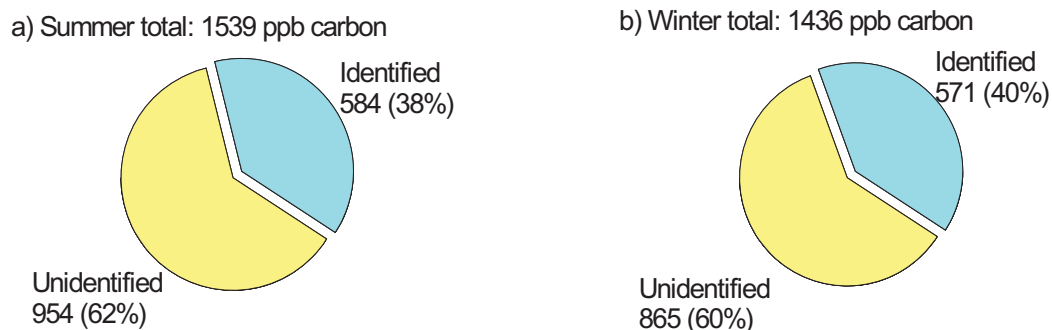 a) Summer total: 1539 ppb carbon
Identified
584 (38%)
Unidentified
954 (62%)
b) Winter total: 1436 ppb carbon
Identified
571 (40%)
Unidentified
865 (60%)